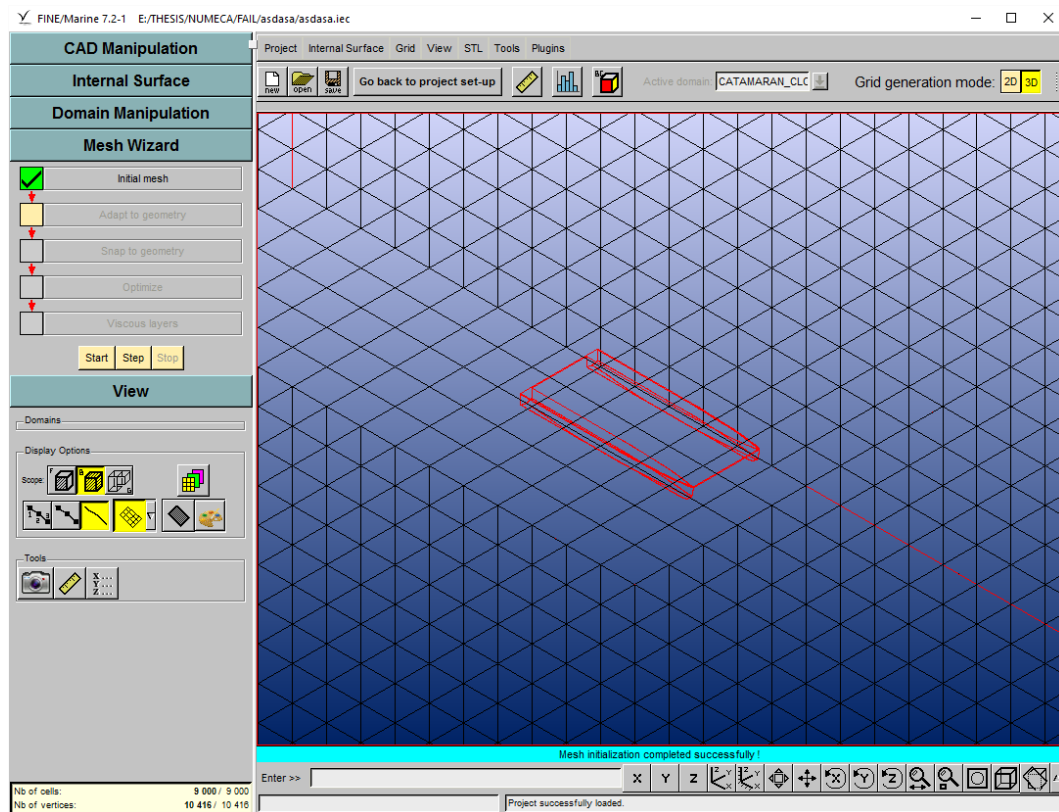 FINE/Marine 7.2-1 E:/THESIS/NUMECA/FAIL/asdasa/asdasa.iec
CAD Manipulation
Internal Surface
Domain Manipulation
Mesh Wizard
Initial mesh
Adapt to geometry
Snap to geometry
Optimize
Viscous layers
Start Step Stop
View
Domains
Display Options
Scope:
Tools
X ...
Y ...
Z ...
Nb of cells: 9 000 / 9 000
Nb of vertices: 10 416 / 10 416
Project Internal Surface Grid View STL Tools Plugins
new open save Go back to project set-up BC Active domain: CATAMARAN_CLO Grid generation mode: 2D 3D
Mesh initialization completed successfully !
Enter >> X Y Z
Project successfully loaded.